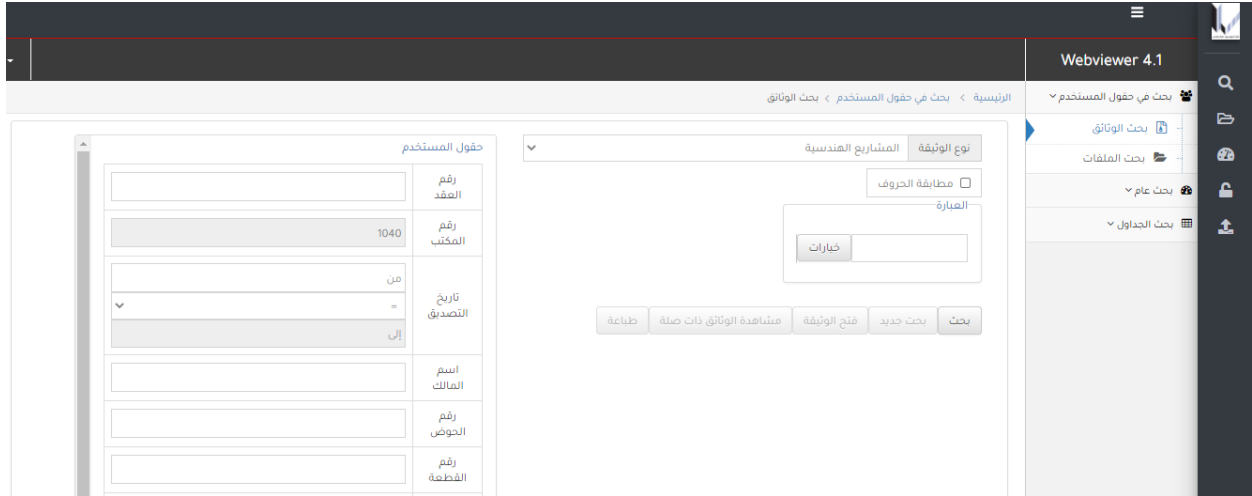 Webviewer 4.1
بحث في حقول المستخدم
بحث الوثائق
بحث الملفات
بحث عام
بحث الجداول
الرئيسية > بحث في حقول المستخدم > بحث الوثائق
نوع الوثيقة المشاريع الهندسية
مطابقة الحروف
العبارة
خيارات
بحث بحث جديد فتح الوثيقة مشاهدة الوثائق ذات صلة طباعة
حقول المستخدم
رقم
العقد
رقم
المكتب
1040
تاريخ
التصديق
من
=
إلى
اسم
المالك
رقم
الحوض
رقم
القطعة